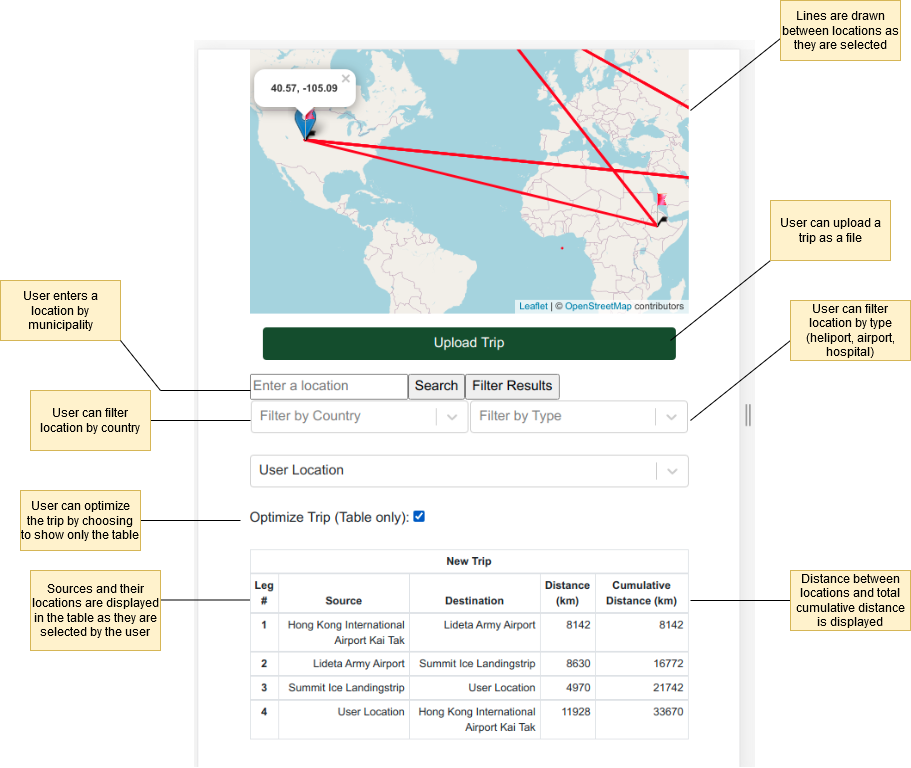 Lines are drawn
between locations as
they are selected
40.57, -105.09
×
User can upload a
trip as a file
Leaflet | © OpenStreetMap contributors
User enters a
location by
municipality
User can filter
location by type
(heliport, airport,
hospital)
Upload Trip
Enter a location
Search
Filter Results
User can filter
location by country
Filter by Country
Filter by Type
User Location
User can optimize
the trip by choosing
to show only the table
Optimize Trip (Table only):
New Trip
Sources and their
locations are displayed
in the table as they are
selected by the user
Distance between
locations and total
cumulative distance
is displayed
Leg # Source Destination Distance (km) Cumulative Distance (km)
1 Hong Kong International Airport Kai Tak Lideta Army Airport 8142 8142
2 Lideta Army Airport Summit Ice Landingstrip 8630 16772
3 Summit Ice Landingstrip User Location 4970 21742
4 User Location Hong Kong International Airport Kai Tak 11928 33670